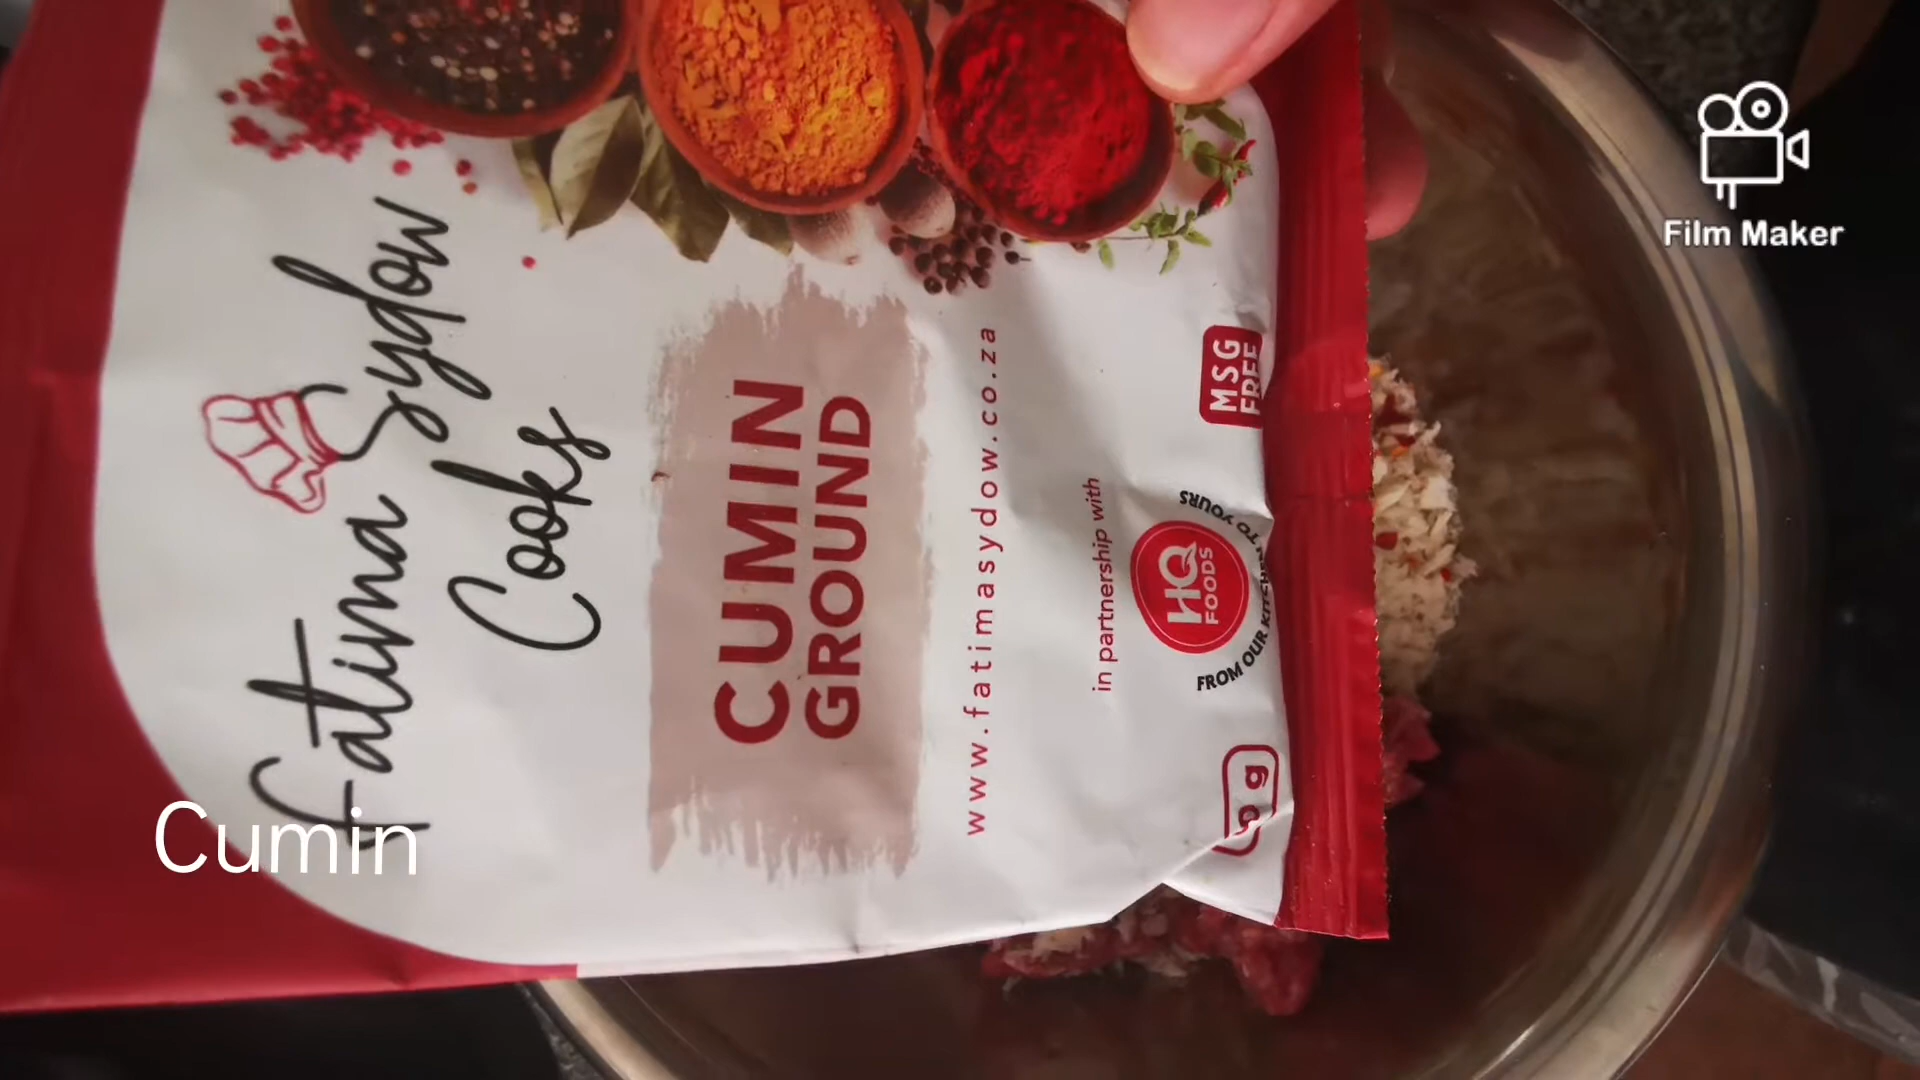 Fatima Sydow
Cooks
CUMIN
GROUND
www.fatimasydow.co.za
MSG
FREE
in partnership with
HQ
FOODS
FROM OUR KITCHEN TO YOURS
g
Cumin
Film Maker